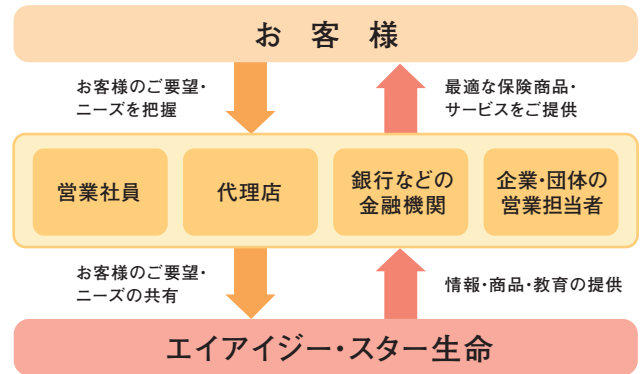 お 客 様
お客様のご要望・
ニーズを把握
最適な保険商品・
サービスをご提供
営業社員
代理店
銀行などの
金融機関
企業・団体の
営業担当者
お客様のご要望・
ニーズの共有
情報・商品・教育の提供
エイアイジー・スター生命